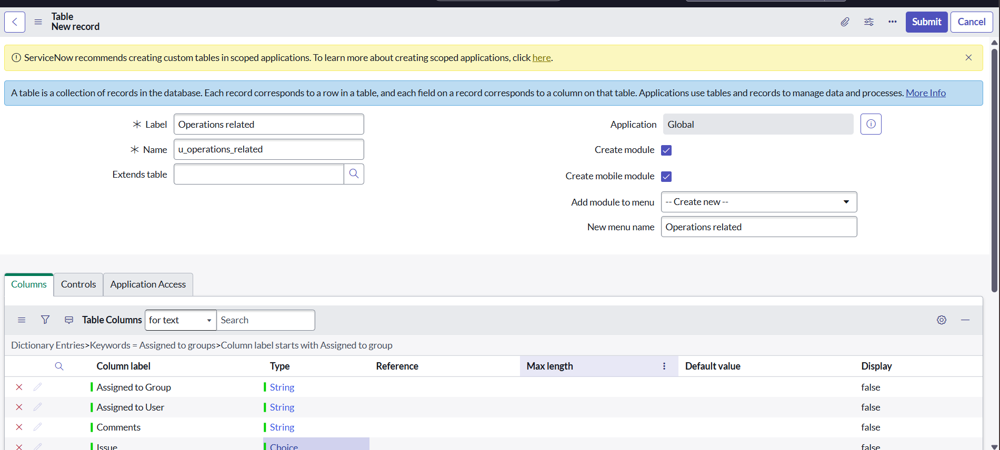 Table
New record
Submit
Cancel
ServiceNow recommends creating custom tables in scoped applications. To learn more about creating scoped applications, click here.
A table is a collection of records in the database. Each record corresponds to a row in a table, and each field on a record corresponds to a column on that table. Applications use tables and records to manage data and processes. More Info
Label Operations related
Application Global
Name u_operations_related
Create module
Extends table
Create mobile module
Add module to menu -- Create new --
New menu name Operations related
Columns Controls Application Access
Table Columns for text Search
Dictionary Entries>Keywords = Assigned to groups>Column label starts with Assigned to group
Column label Type Reference Max length Default value Display
Assigned to Group String false
Assigned to User String false
Comments String false
Issue Choice false